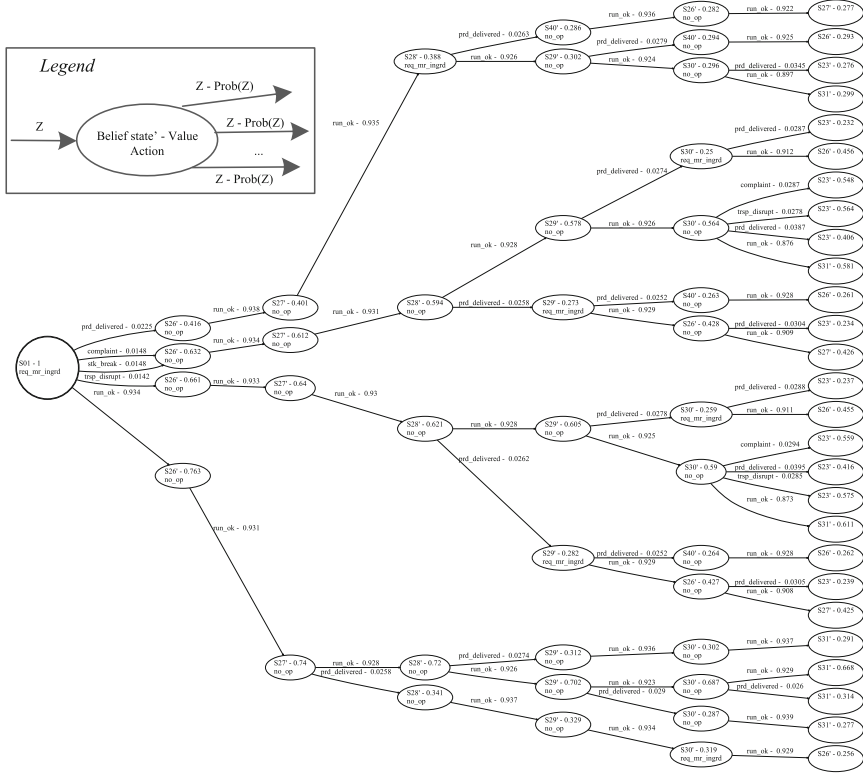 Legend
Z
Z - Prob(Z)
Belief state' - Value
Action
Z - Prob(Z)
...
Z - Prob(Z)
S01 - 1
req_mr_ingrd
prd_delivered - 0.0225
complaint - 0.0148
stk_break - 0.0148
trsp_disrupt - 0.0142
run_ok - 0.934
S26' - 0.416
no_op
S26' - 0.632
no_op
S26' - 0.661
no_op
S26' - 0.763
no_op
run_ok - 0.938
run_ok - 0.934
run_ok - 0.933
run_ok - 0.931
S27' - 0.401
no_op
S27' - 0.612
no_op
S27' - 0.64
no_op
S27' - 0.74
no_op
run_ok - 0.935
run_ok - 0.931
run_ok - 0.93
run_ok - 0.928
prd_delivered - 0.0258
S28' - 0.388
req_mr_ingrd
S28' - 0.594
no_op
S28' - 0.621
no_op
S28' - 0.72
no_op
S28' - 0.341
no_op
prd_delivered - 0.0263
run_ok - 0.926
run_ok - 0.928
prd_delivered - 0.0258
run_ok - 0.928
prd_delivered - 0.0262
prd_delivered - 0.0274
run_ok - 0.926
run_ok - 0.937
S40' - 0.286
no_op
S29' - 0.302
no_op
S29' - 0.578
no_op
S29' - 0.273
req_mr_ingrd
S29' - 0.605
no_op
S29' - 0.282
req_mr_ingrd
S29' - 0.312
no_op
S29' - 0.702
no_op
S29' - 0.329
no_op
run_ok - 0.936
prd_delivered - 0.0279
run_ok - 0.924
prd_delivered - 0.0274
run_ok - 0.926
prd_delivered - 0.0252
run_ok - 0.929
prd_delivered - 0.0278
run_ok - 0.925
prd_delivered - 0.0252
run_ok - 0.929
run_ok - 0.936
run_ok - 0.923
prd_delivered - 0.029
run_ok - 0.934
S26' - 0.282
no_op
S40' - 0.294
no_op
S30' - 0.296
no_op
S30' - 0.25
req_mr_ingrd
S30' - 0.564
no_op
S40' - 0.263
no_op
S26' - 0.428
no_op
S30' - 0.259
req_mr_ingrd
S30' - 0.59
no_op
S40' - 0.264
no_op
S26' - 0.427
no_op
S30' - 0.302
no_op
S30' - 0.687
no_op
S30' - 0.287
no_op
S30' - 0.319
req_mr_ingrd
run_ok - 0.922
run_ok - 0.925
prd_delivered - 0.0345
run_ok - 0.897
prd_delivered - 0.0287
run_ok - 0.912
complaint - 0.0287
trsp_disrupt - 0.0278
prd_delivered - 0.0387
run_ok - 0.876
run_ok - 0.928
prd_delivered - 0.0304
run_ok - 0.909
prd_delivered - 0.0288
run_ok - 0.911
complaint - 0.0294
prd_delivered - 0.0395
trsp_disrupt - 0.0285
run_ok - 0.873
run_ok - 0.928
prd_delivered - 0.0305
run_ok - 0.908
run_ok - 0.937
run_ok - 0.929
prd_delivered - 0.026
run_ok - 0.939
run_ok - 0.929
S27' - 0.277
S26' - 0.293
S23' - 0.276
S31' - 0.299
S23' - 0.232
S26' - 0.456
S23' - 0.548
S23' - 0.564
S23' - 0.406
S31' - 0.581
S26' - 0.261
S23' - 0.234
S27' - 0.426
S23' - 0.237
S26' - 0.455
S23' - 0.559
S23' - 0.416
S23' - 0.575
S31' - 0.611
S26' - 0.262
S23' - 0.239
S27' - 0.425
S31' - 0.291
S31' - 0.668
S31' - 0.314
S31' - 0.277
S26' - 0.256